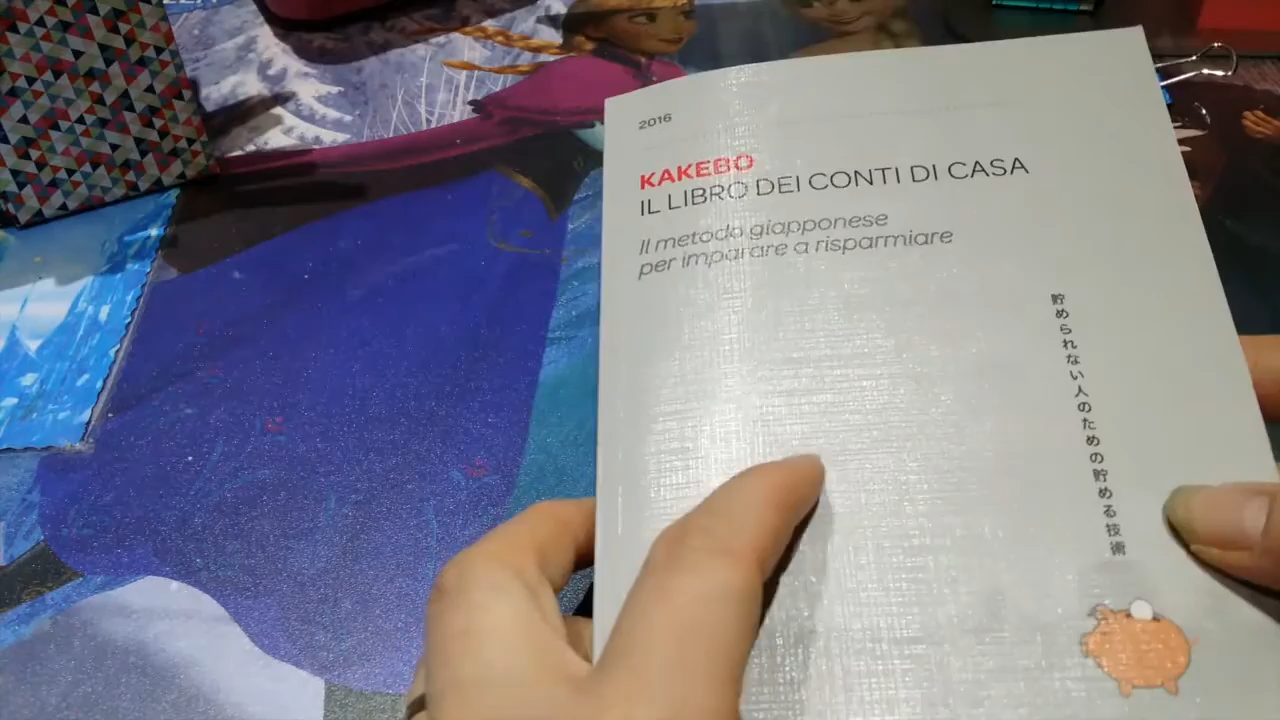 2016
KAKEBO
IL LIBRO DEI CONTI DI CASA
Il metodo giapponese
per imparare a risparmiare
貯められない人のための貯める技術